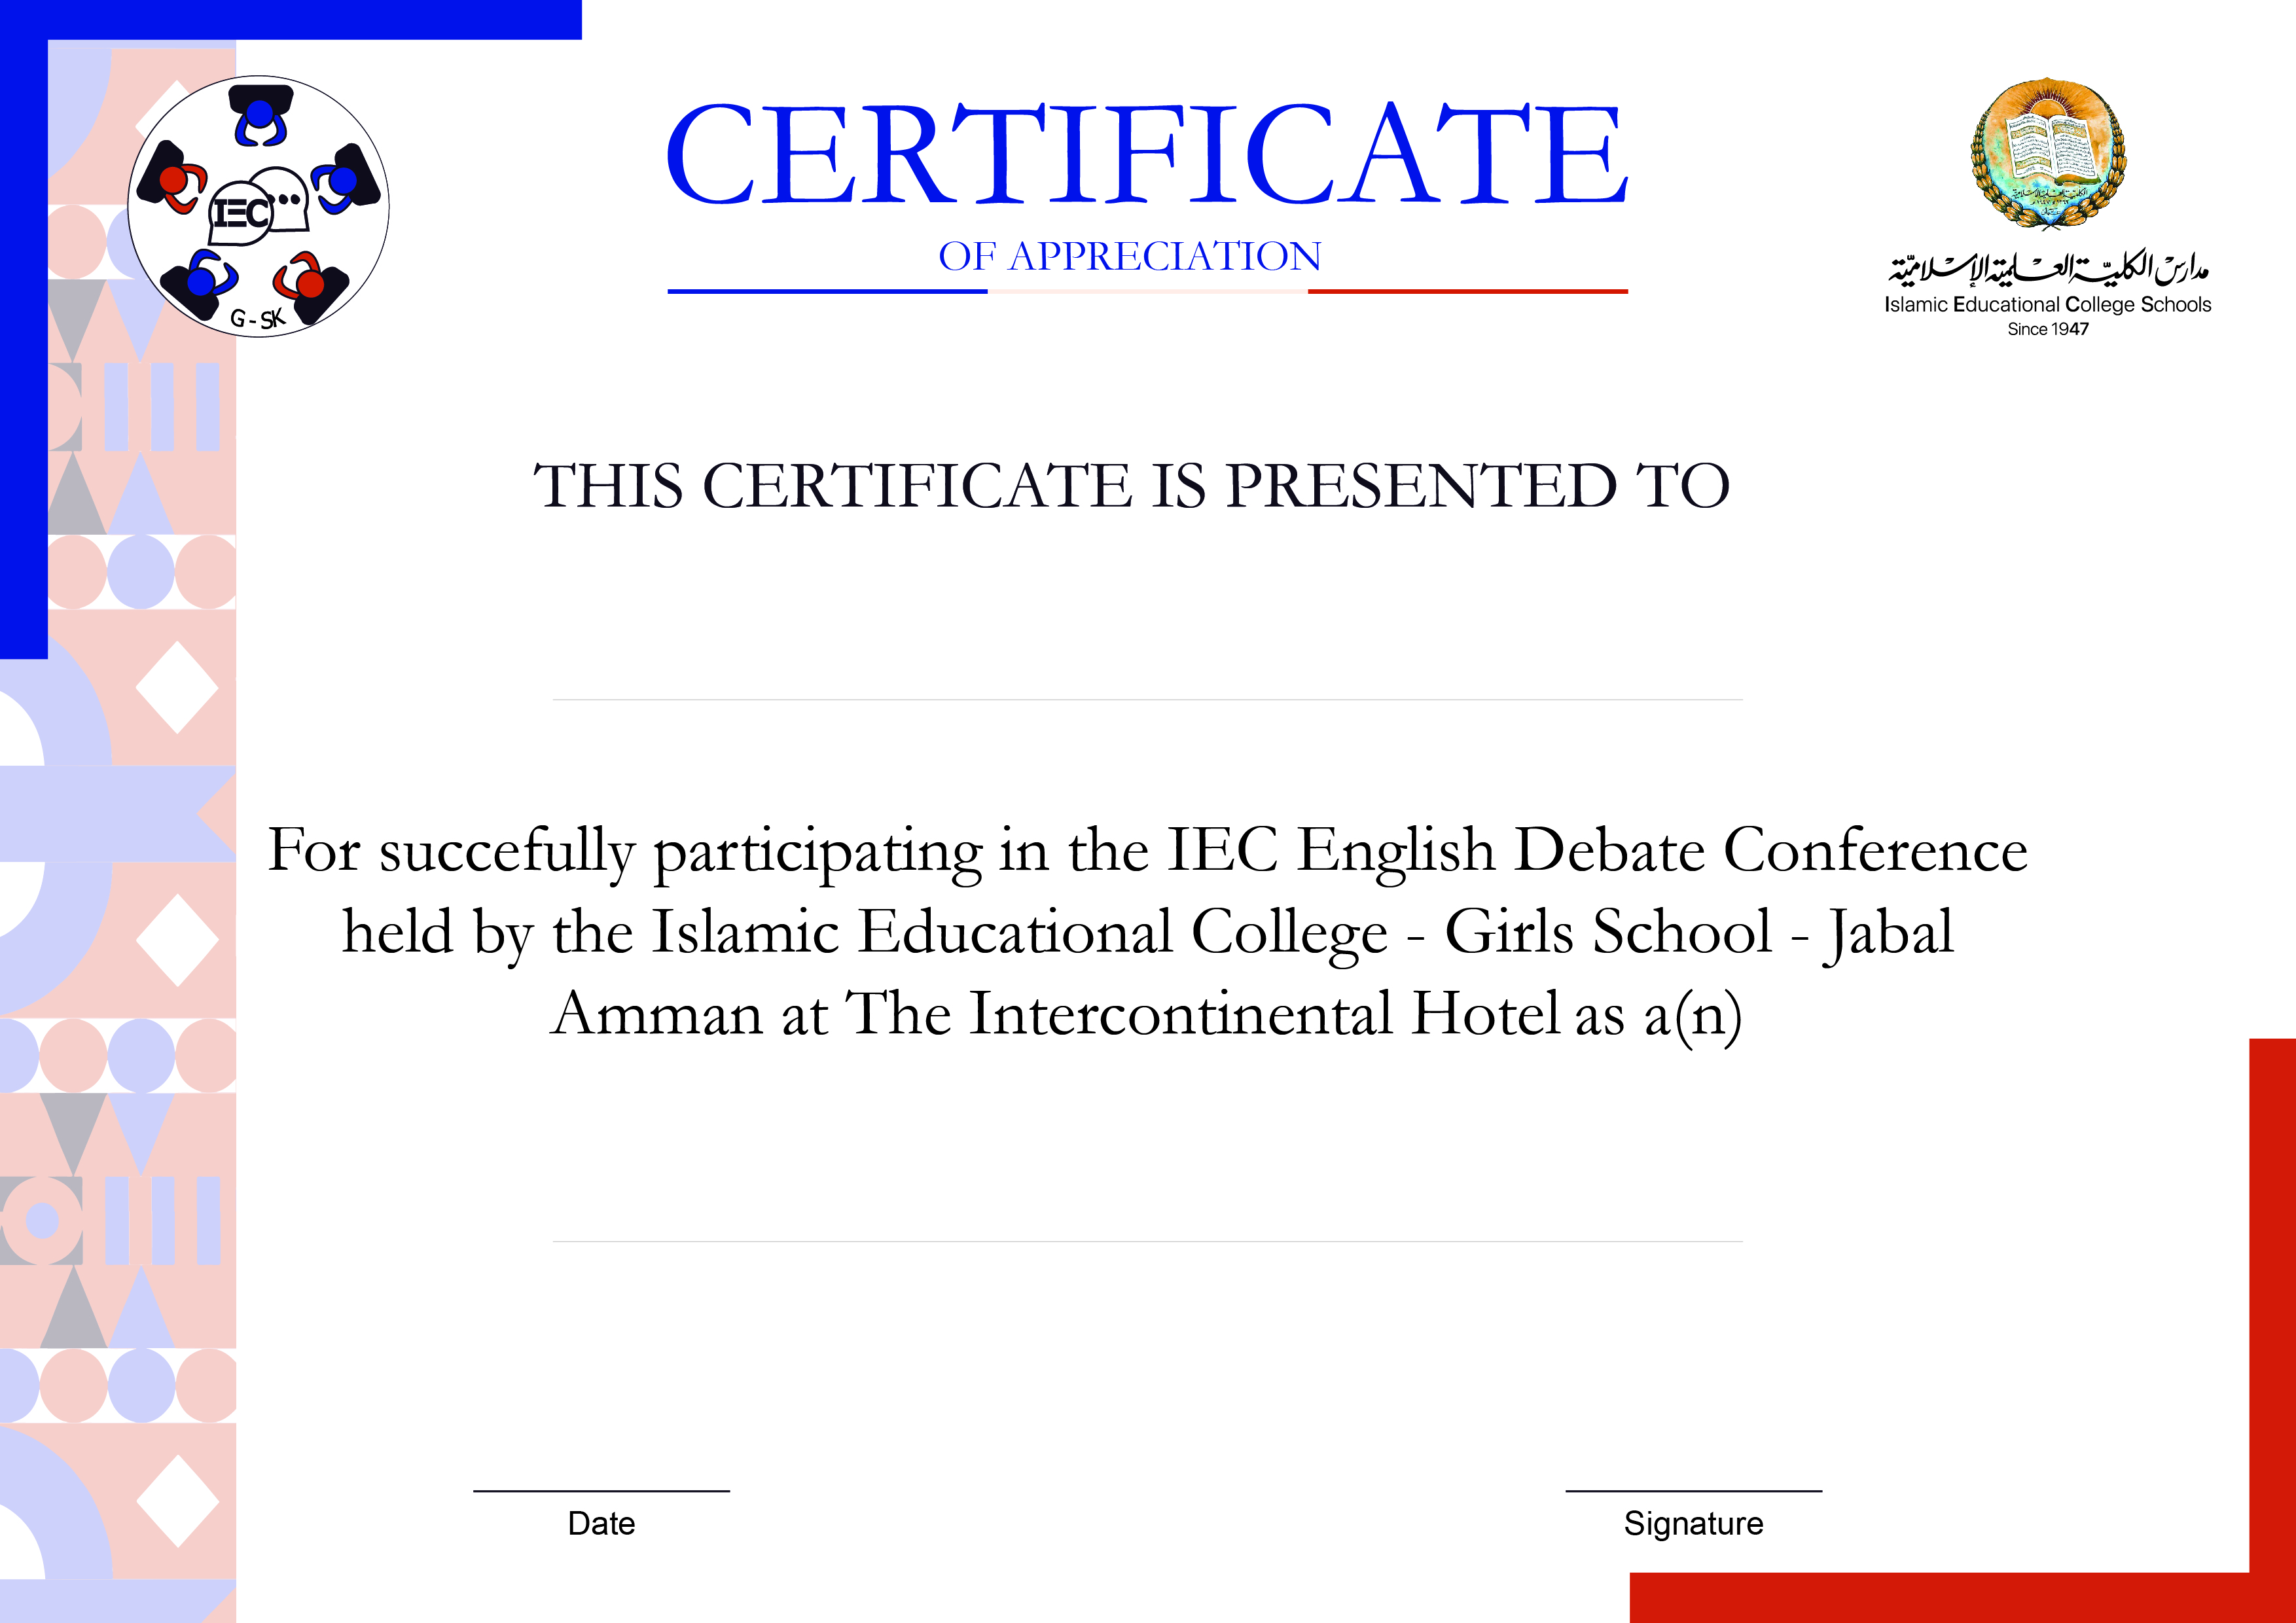 CERTIFICATE
OF APPRECIATION
IEC
G - SK
مدارس الكلية العلمية الإسلامية
Islamic Educational College Schools
Since 1947
THIS CERTIFICATE IS PRESENTED TO
For succefully participating in the IEC English Debate Conference
held by the Islamic Educational College - Girls School - Jabal
Amman at The Intercontinental Hotel as a(n)
Date
Signature